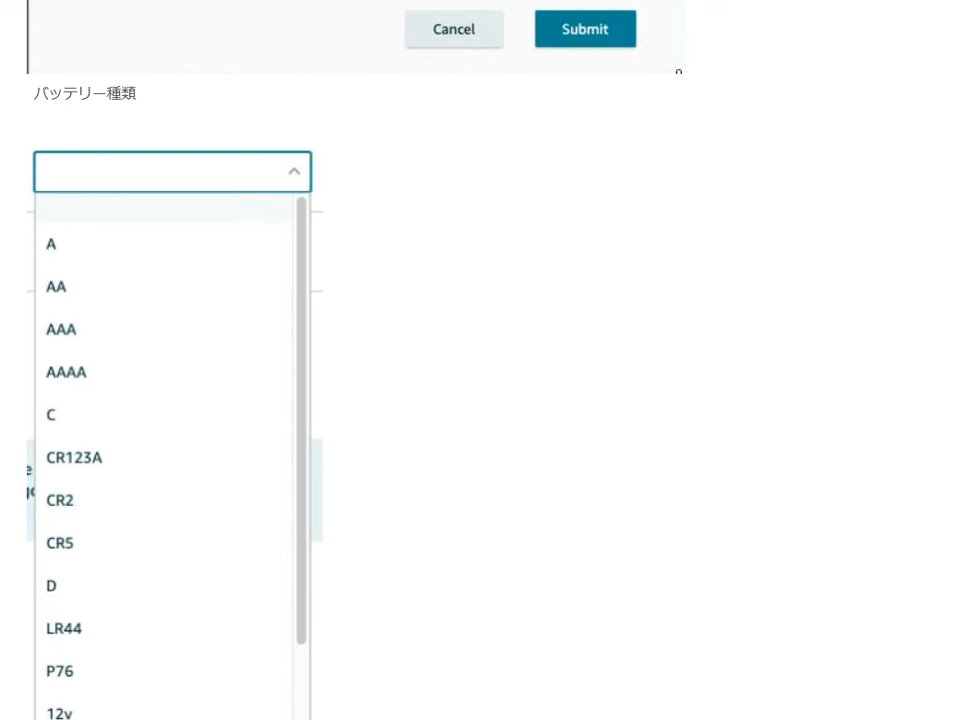 Cancel
Submit
バッテリー種類
A
AA
AAA
AAAA
C
CR123A
CR2
CR5
D
LR44
P76
12v